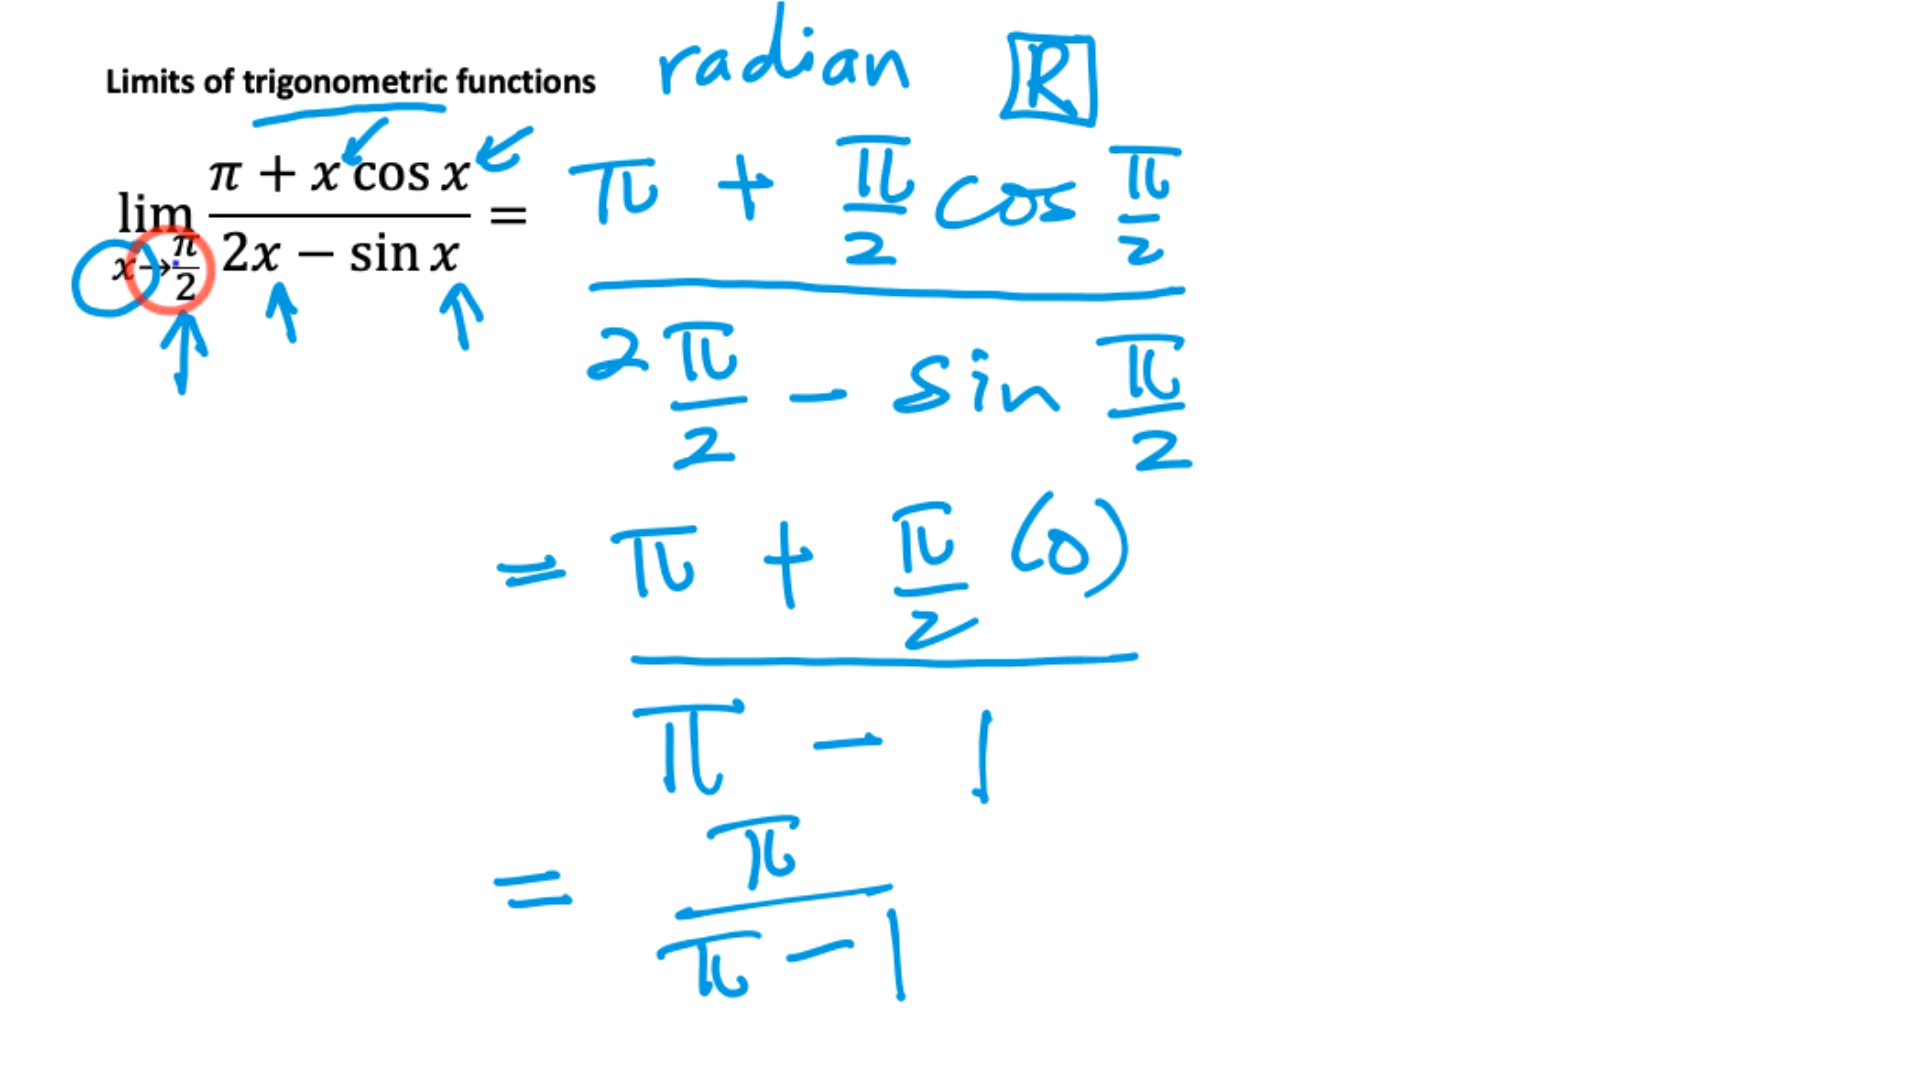 Limits of trigonometric functions radian R
lim x→π/2 (π + x cos x)/(2x − sin x) = (π + π/2 cos π/2)/(2 π/2 − sin π/2)
= (π + π/2 (0))/(π − 1)
= π/(π − 1)